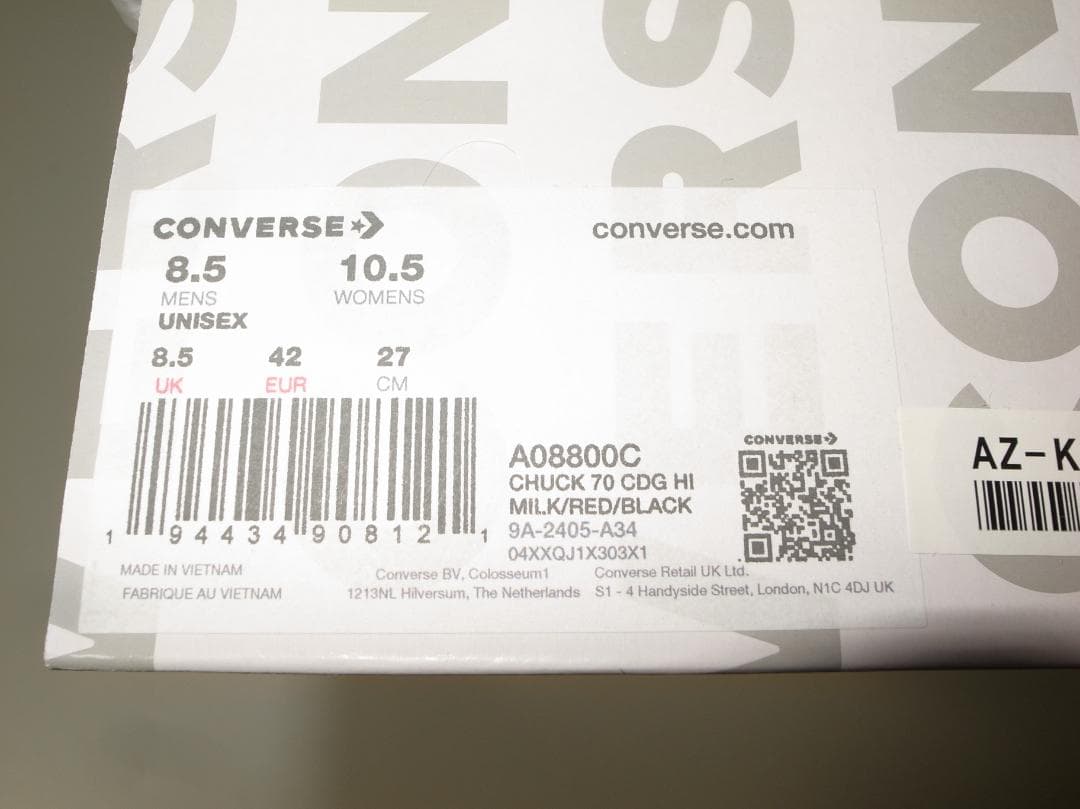 CONVERSE
converse.com
8.5 10.5
MENS WOMENS
UNISEX
8.5 42 27
UK EUR CM
1 94434 90812 1
A08800C
CHUCK 70 CDG HI
MILK/RED/BLACK
9A-2405-A34
04XXQJ1X303X1
CONVERSE
MADE IN VIETNAM
FABRIQUE AU VIETNAM
Converse BV, Colosseum1
1213NL Hilversum, The Netherlands
Converse Retail UK Ltd.
S1 - 4 Handyside Street, London, N1C 4DJ UK
AZ-K